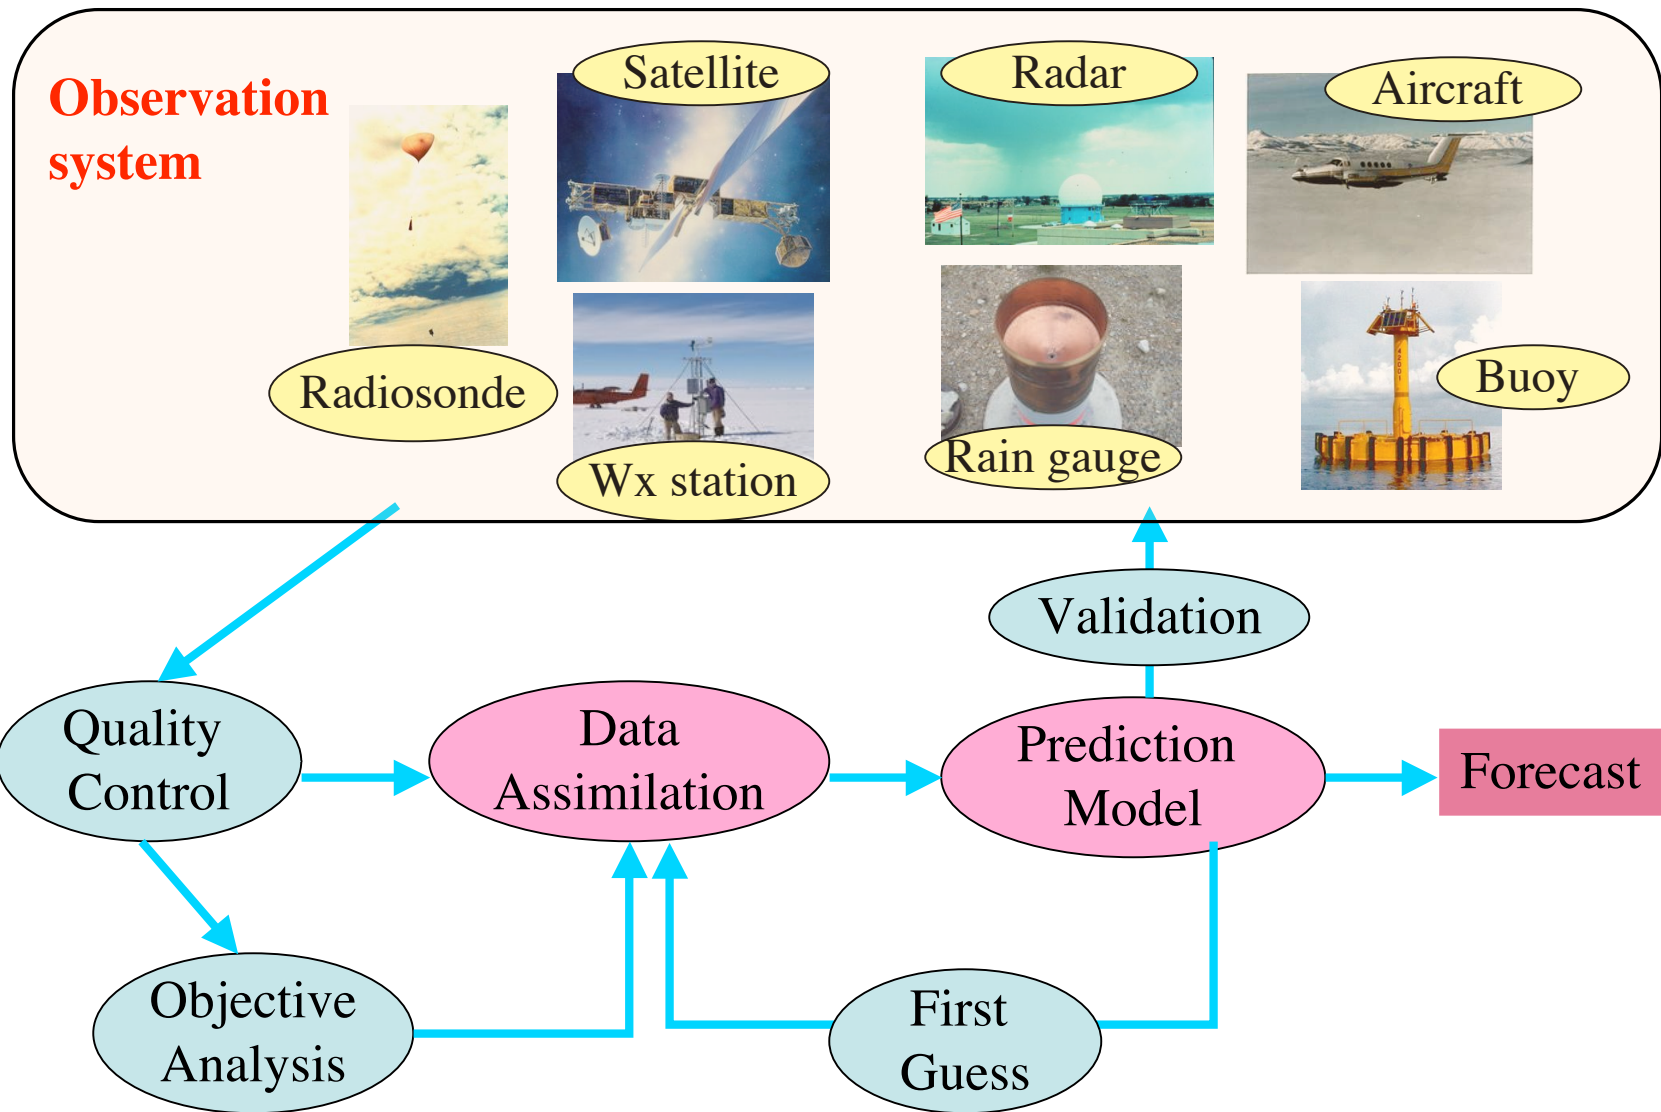 Observation
system
Satellite
Radar
Aircraft
Radiosonde
Wx station
Rain gauge
Buoy
Validation
Quality
Control
Data
Assimilation
Prediction
Model
Forecast
Objective
Analysis
First
Guess